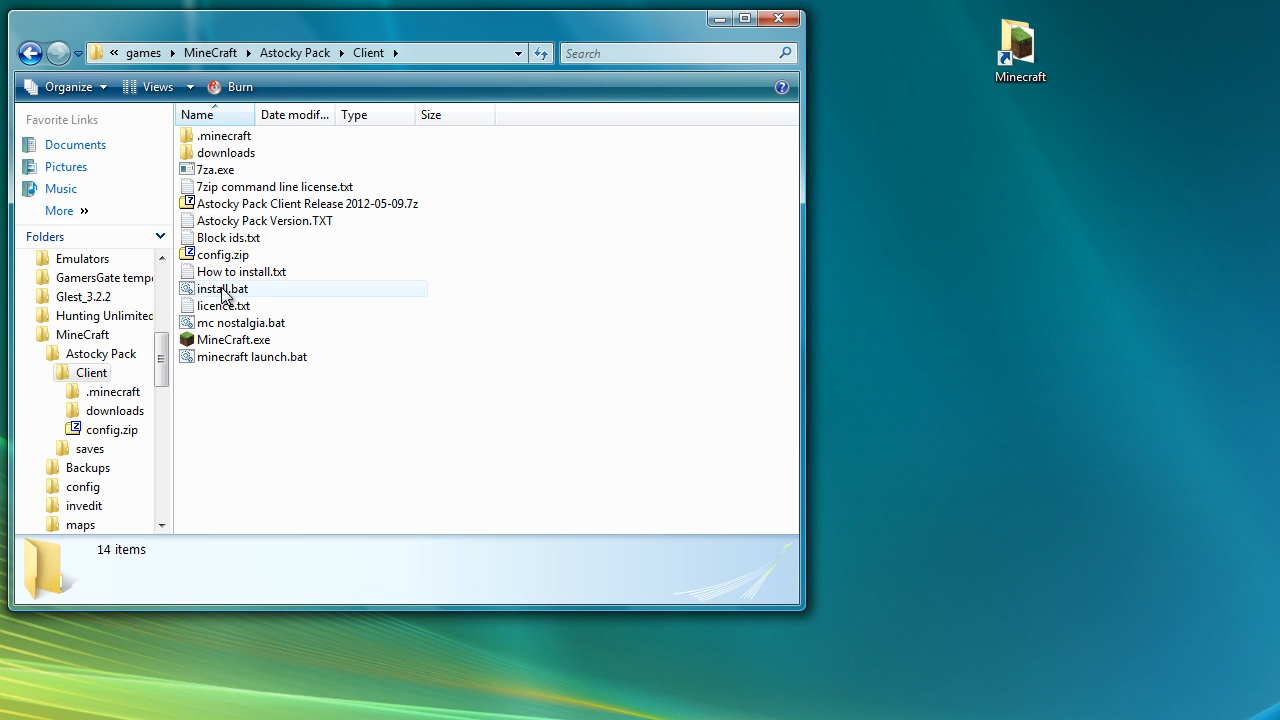 « games MineCraft Astocky Pack Client
Search
Minecraft
Organize Views Burn ?
Favorite Links
Documents
Pictures
Music
More »
Folders
Emulators
GamersGate tempo
Glest_3.2.2
Hunting Unlimited
MineCraft
Astocky Pack
Client
.minecraft
downloads
config.zip
saves
Backups
config
invedit
maps
Name Date modif... Type Size
.minecraft
downloads
7za.exe
7zip command line license.txt
Astocky Pack Client Release 2012-05-09.7z
Astocky Pack Version.TXT
Block ids.txt
config.zip
How to install.txt
install.bat
licence.txt
mc nostalgia.bat
MineCraft.exe
minecraft launch.bat
14 items